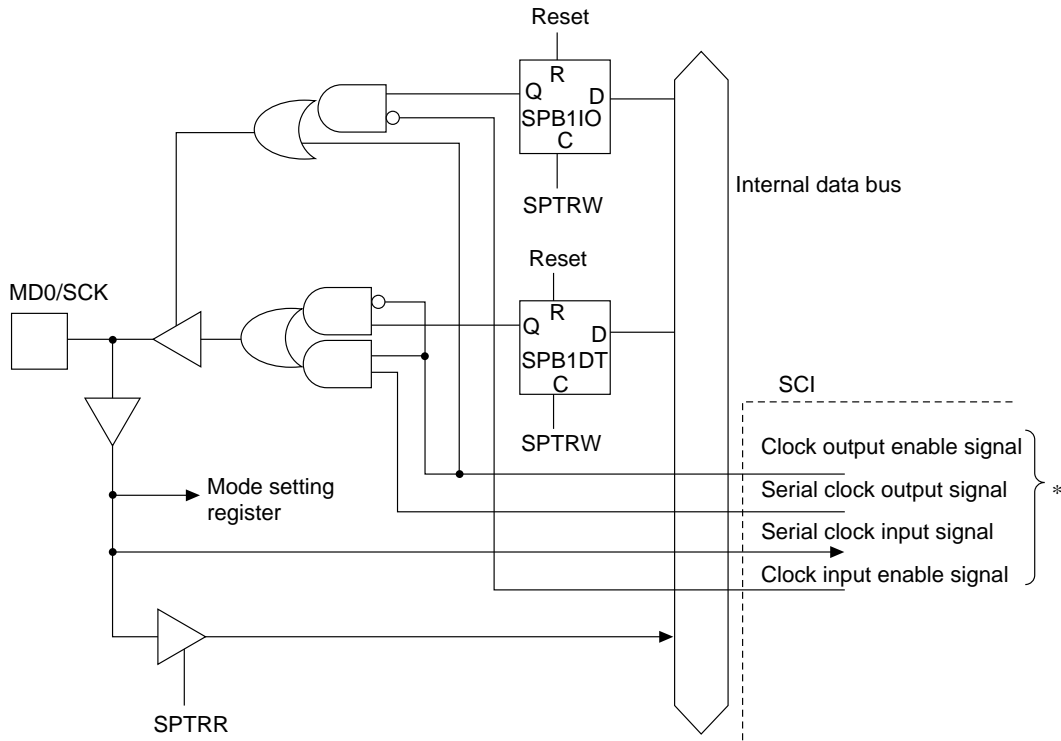 Reset
R
Q
D
SPB1IO
C
Internal data bus
SPTRW
Reset
MD0/SCK
R
Q
D
SPB1DT
C
SCI
SPTRW
Clock output enable signal
Mode setting
register
Serial clock output signal
*
Serial clock input signal
Clock input enable signal
SPTRR